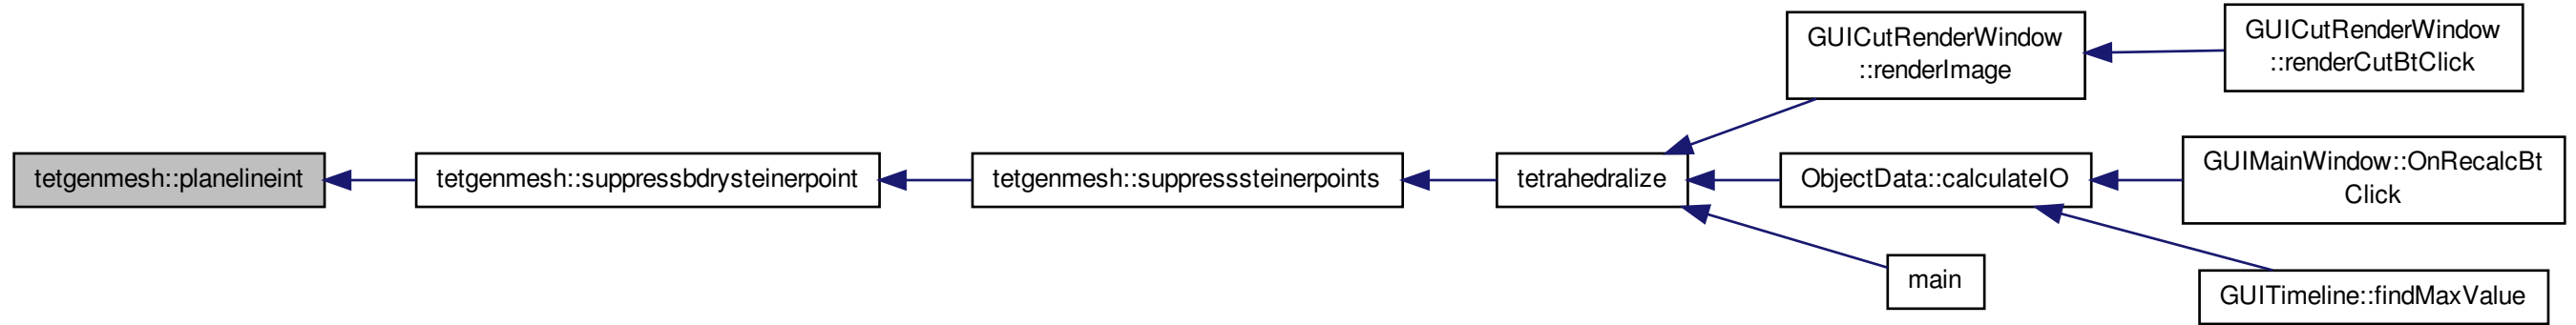 tetgenmesh::planelineint
tetgenmesh::suppressbdrysteinerpoint
tetgenmesh::suppresssteinerpoints
tetrahedralize
GUICutRenderWindow
::renderImage
GUICutRenderWindow
::renderCutBtClick
ObjectData::calculateIO
GUIMainWindow::OnRecalcBt
Click
main
GUITimeline::findMaxValue